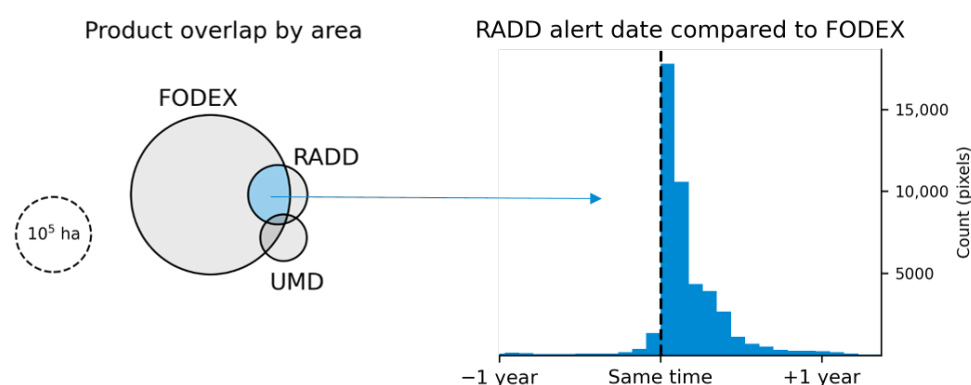 Product overlap by area
FODEX
RADD
10⁵ ha
UMD
RADD alert date compared to FODEX
15,000
10,000
5000
Count (pixels)
−1 year
Same time
+1 year